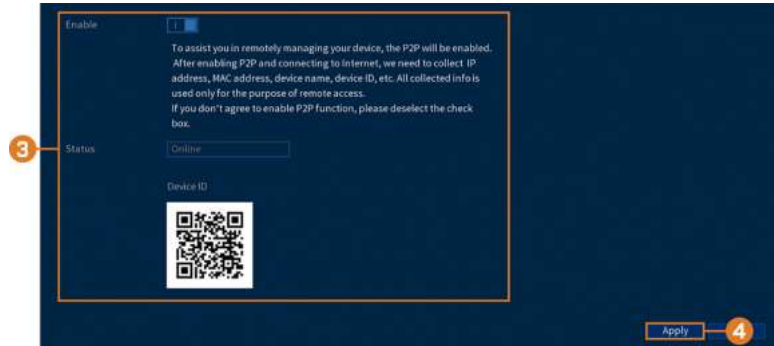 Enable
I
To assist you in remotely managing your device, the P2P will be enabled.
After enabling P2P and connecting to Internet, we need to collect IP
address, MAC address, device name, device ID, etc. All collected info is
used only for the purpose of remote access.
If you don't agree to enable P2P function, please deselect the check
box.
3
Status
Online
Device ID
Apply
4